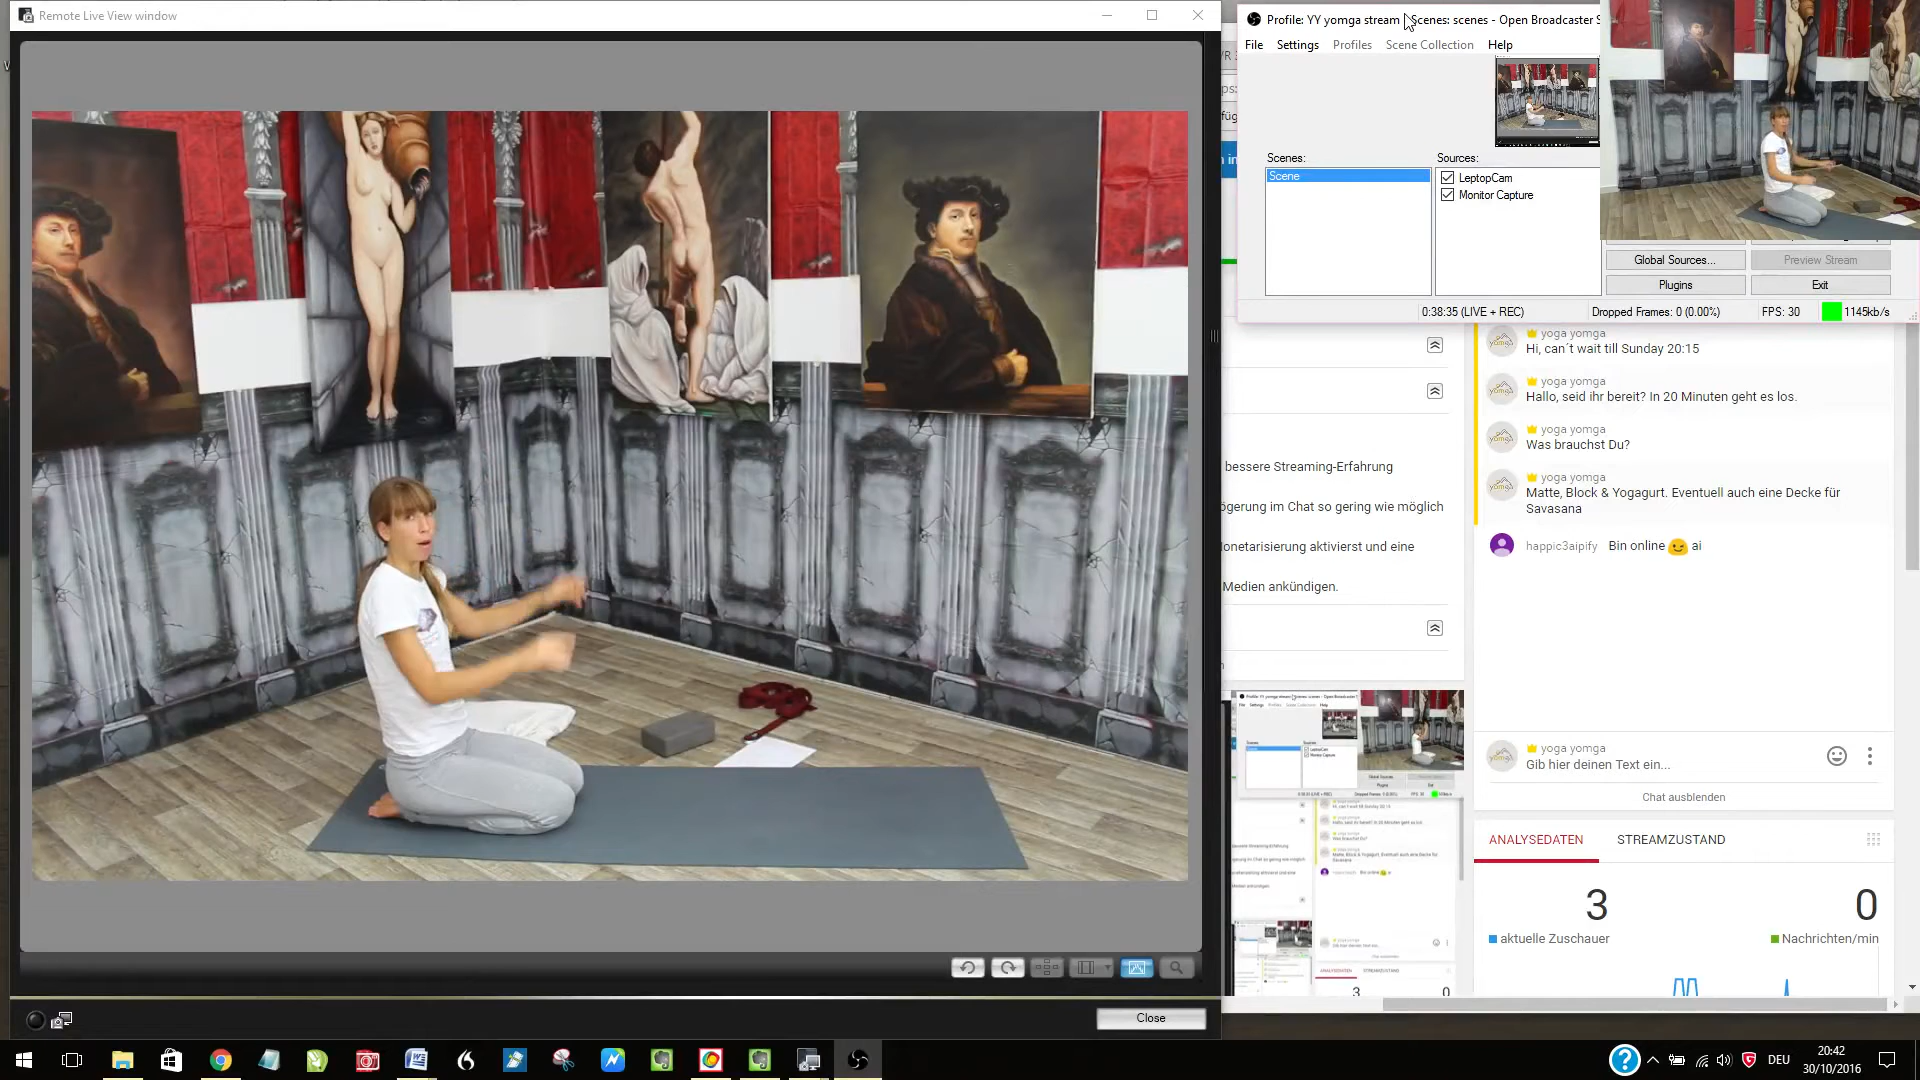 Remote Live View window
Profile: YY yomga stream
Scenes: scenes - Open Broadcaster S
File
Settings
Profiles
Scene Collection
Help
Scenes:
Sources:
Scene
LeptopCam
Monitor Capture
Global Sources...
Preview Stream
Plugins
Exit
0:38:35 (LIVE + REC)
Dropped Frames: 0 (0.00%)
FPS: 30
1145kb/s
yoga yomga
Hi, can´t wait till Sunday 20:15
yoga yomga
Hallo, seid ihr bereit? In 20 Minuten geht es los.
yoga yomga
Was brauchst Du?
yoga yomga
Matte, Block & Yogagurt. Eventuell auch eine Decke für
Savasana
happic3aipify Bin online 😉 ai
bessere Streaming-Erfahrung
ögerung im Chat so gering wie möglich
onetarisierung aktivierst und eine
Medien ankündigen.
yoga yomga
Gib hier deinen Text ein...
Chat ausblenden
ANALYSEDATEN
STREAMZUSTAND
3
0
aktuelle Zuschauer
Nachrichten/min
Close
DEU
20:42
30/10/2016